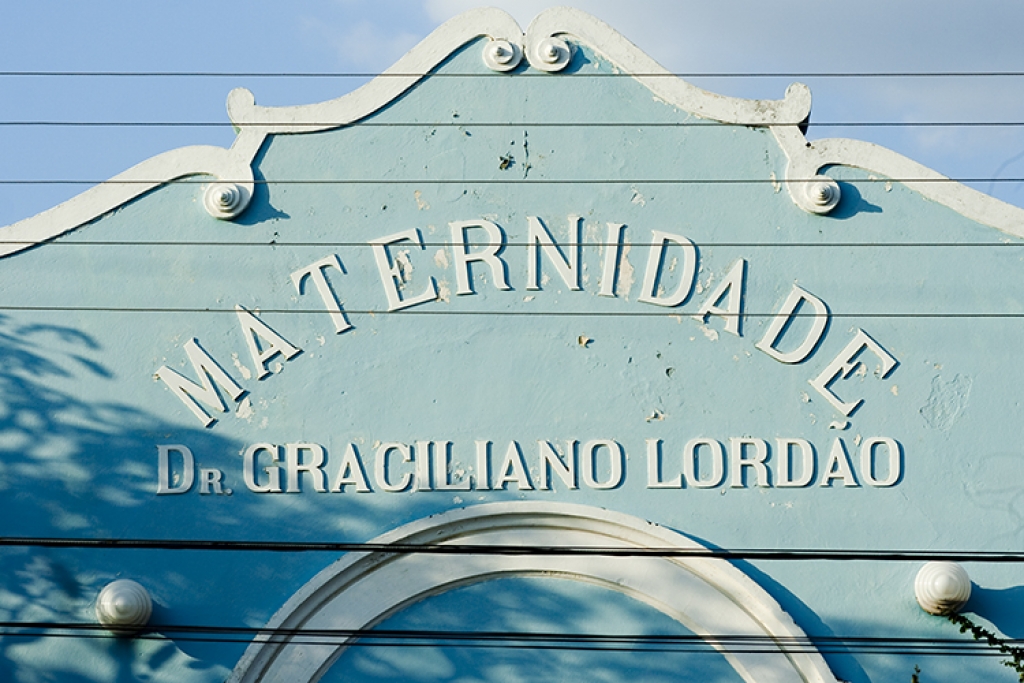 MATERNIDADE
DR. GRACILIANO LORDÃO